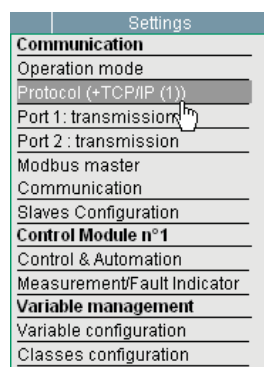 Settings
Communication
Operation mode
Protocol (+TCP/IP (1))
Port 1: transmission
Port 2 : transmission
Modbus master
Communication
Slaves Configuration
Control Module n°1
Control & Automation
Measurement/Fault Indicator
Variable management
Variable configuration
Classes configuration